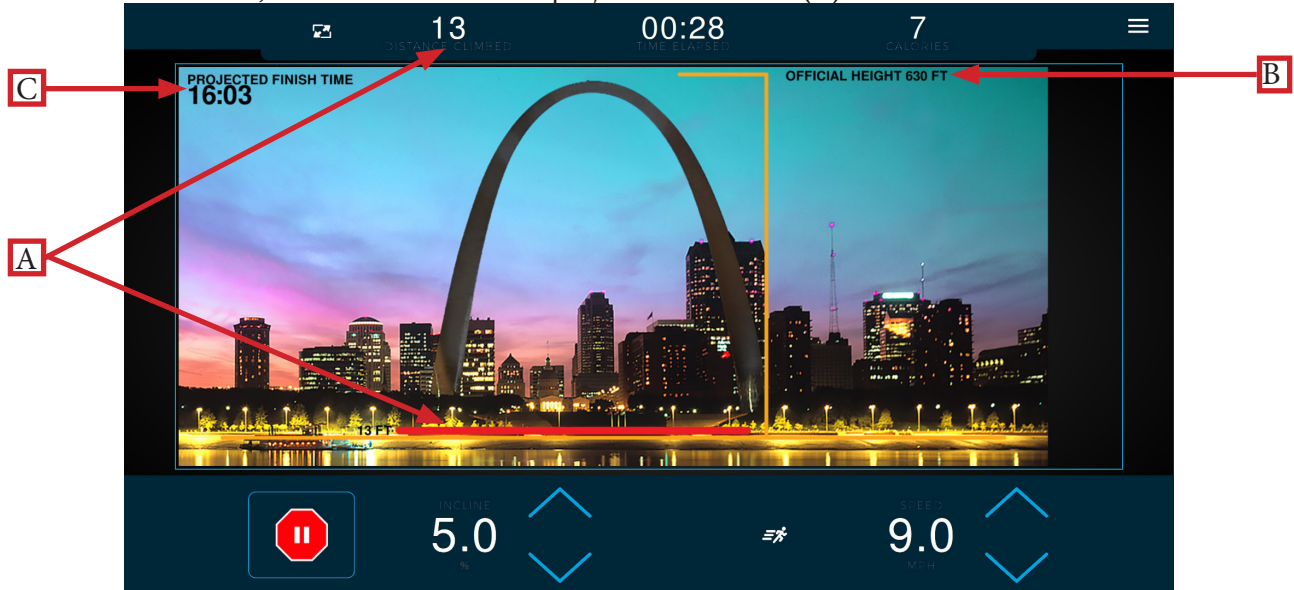 13
DISTANCE CLIMBED
00:28
TIME ELAPSED
7
CALORIES
C
PROJECTED FINISH TIME
16:03
OFFICIAL HEIGHT 630 FT
B
A
13 FT
INCLINE
5.0
%
SPEED
9.0
MPH